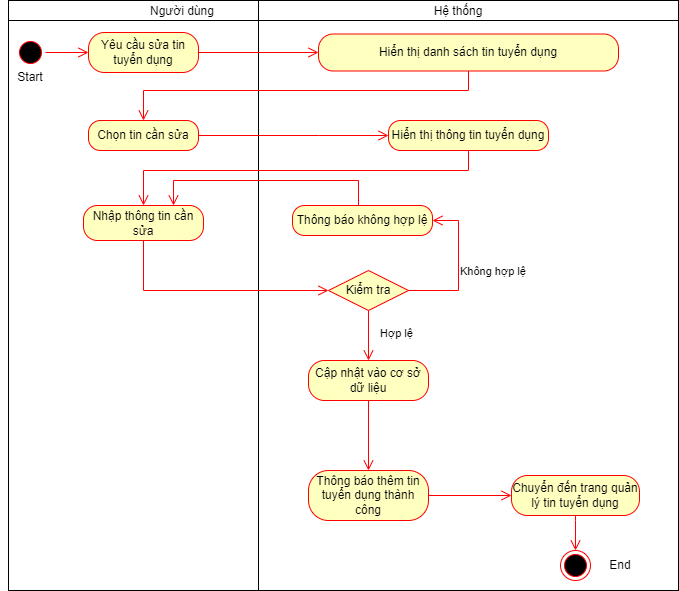 Người dùng
Hệ thống
Start
Yêu cầu sửa tin
tuyển dụng
Hiển thị danh sách tin tuyển dụng
Chọn tin cần sửa
Hiển thị thông tin tuyển dụng
Nhập thông tin cần
sửa
Thông báo không hợp lệ
Không hợp lệ
Kiểm tra
Hợp lệ
Cập nhật vào cơ sở
dữ liệu
Thông báo thêm tin
tuyển dụng thành
công
Chuyển đến trang quản
lý tin tuyển dụng
End